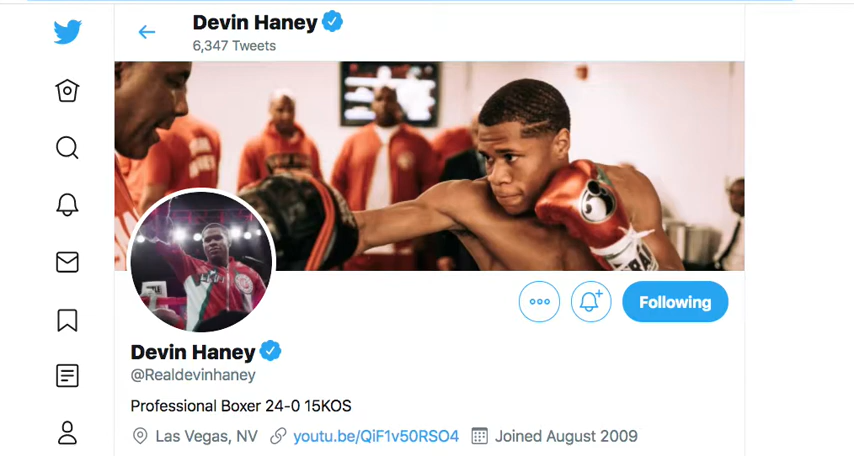 Devin Haney
6,347 Tweets
Following
Devin Haney
@Realdevinhaney
Professional Boxer 24-0 15KOS
Las Vegas, NV youtu.be/QiF1v50RSO4 Joined August 2009